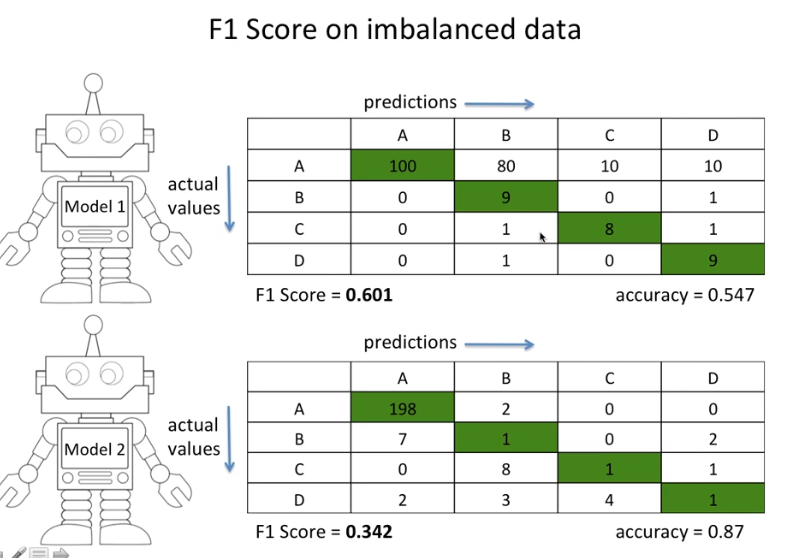 F1 Score on imbalanced data
predictions
A B C D
A 100 80 10 10
B 0 9 0 1
C 0 1 8 1
D 0 1 0 9
actual
values
Model 1
F1 Score = 0.601 accuracy = 0.547
predictions
A B C D
A 198 2 0 0
B 7 1 0 2
C 0 8 1 1
D 2 3 4 1
actual
values
Model 2
F1 Score = 0.342 accuracy = 0.87